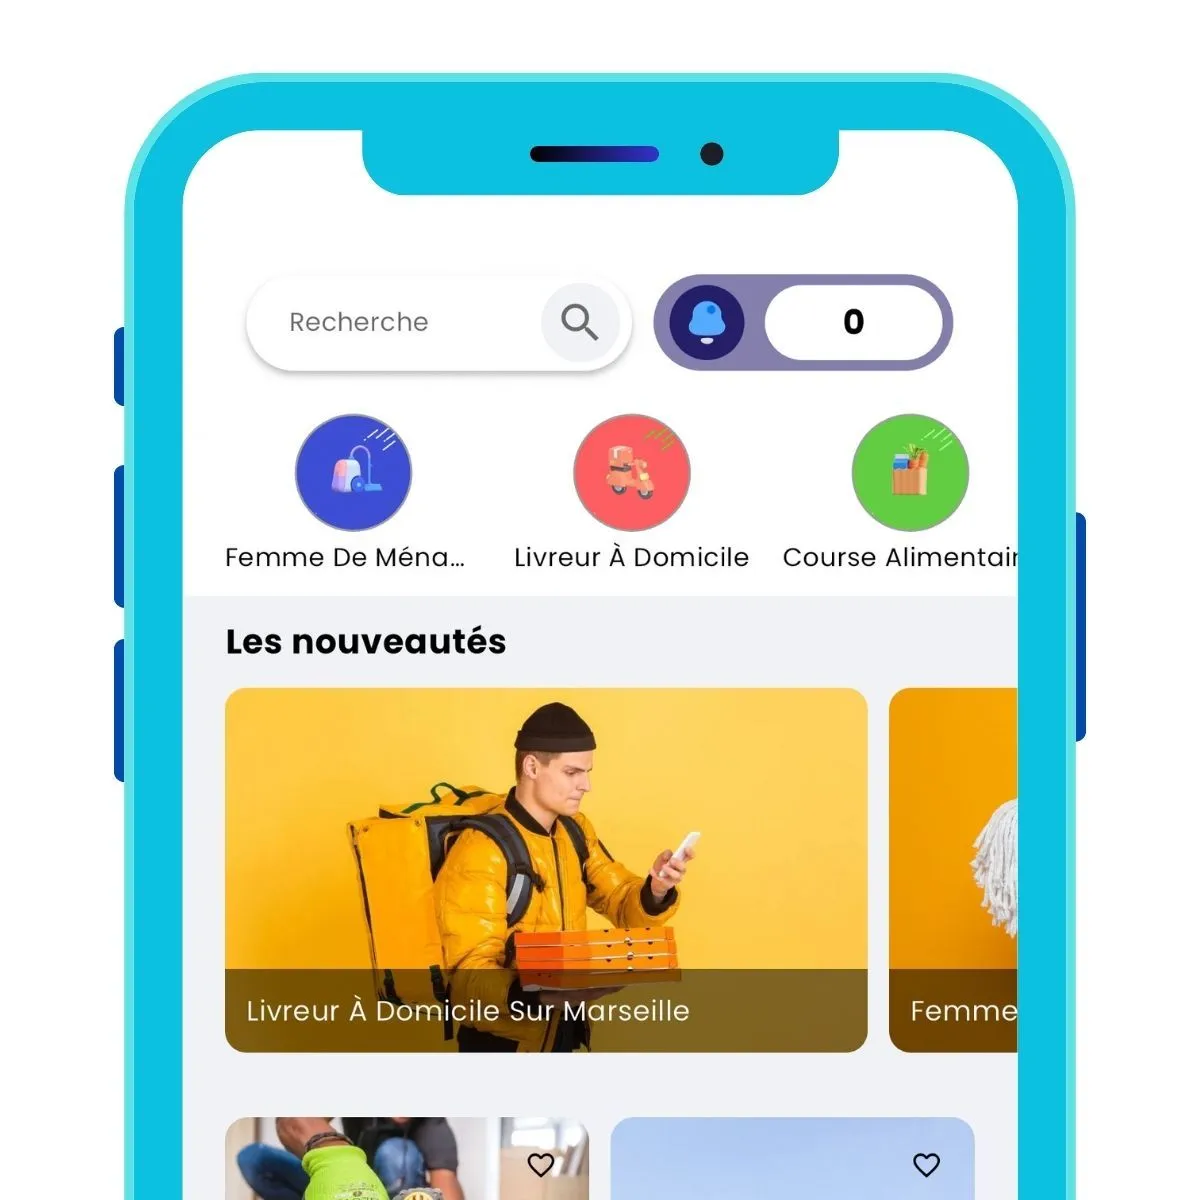 Recherche
0
Femme De Ména...
Livreur À Domicile
Course Alimentair
Les nouveautés
Livreur À Domicile Sur Marseille
Femme